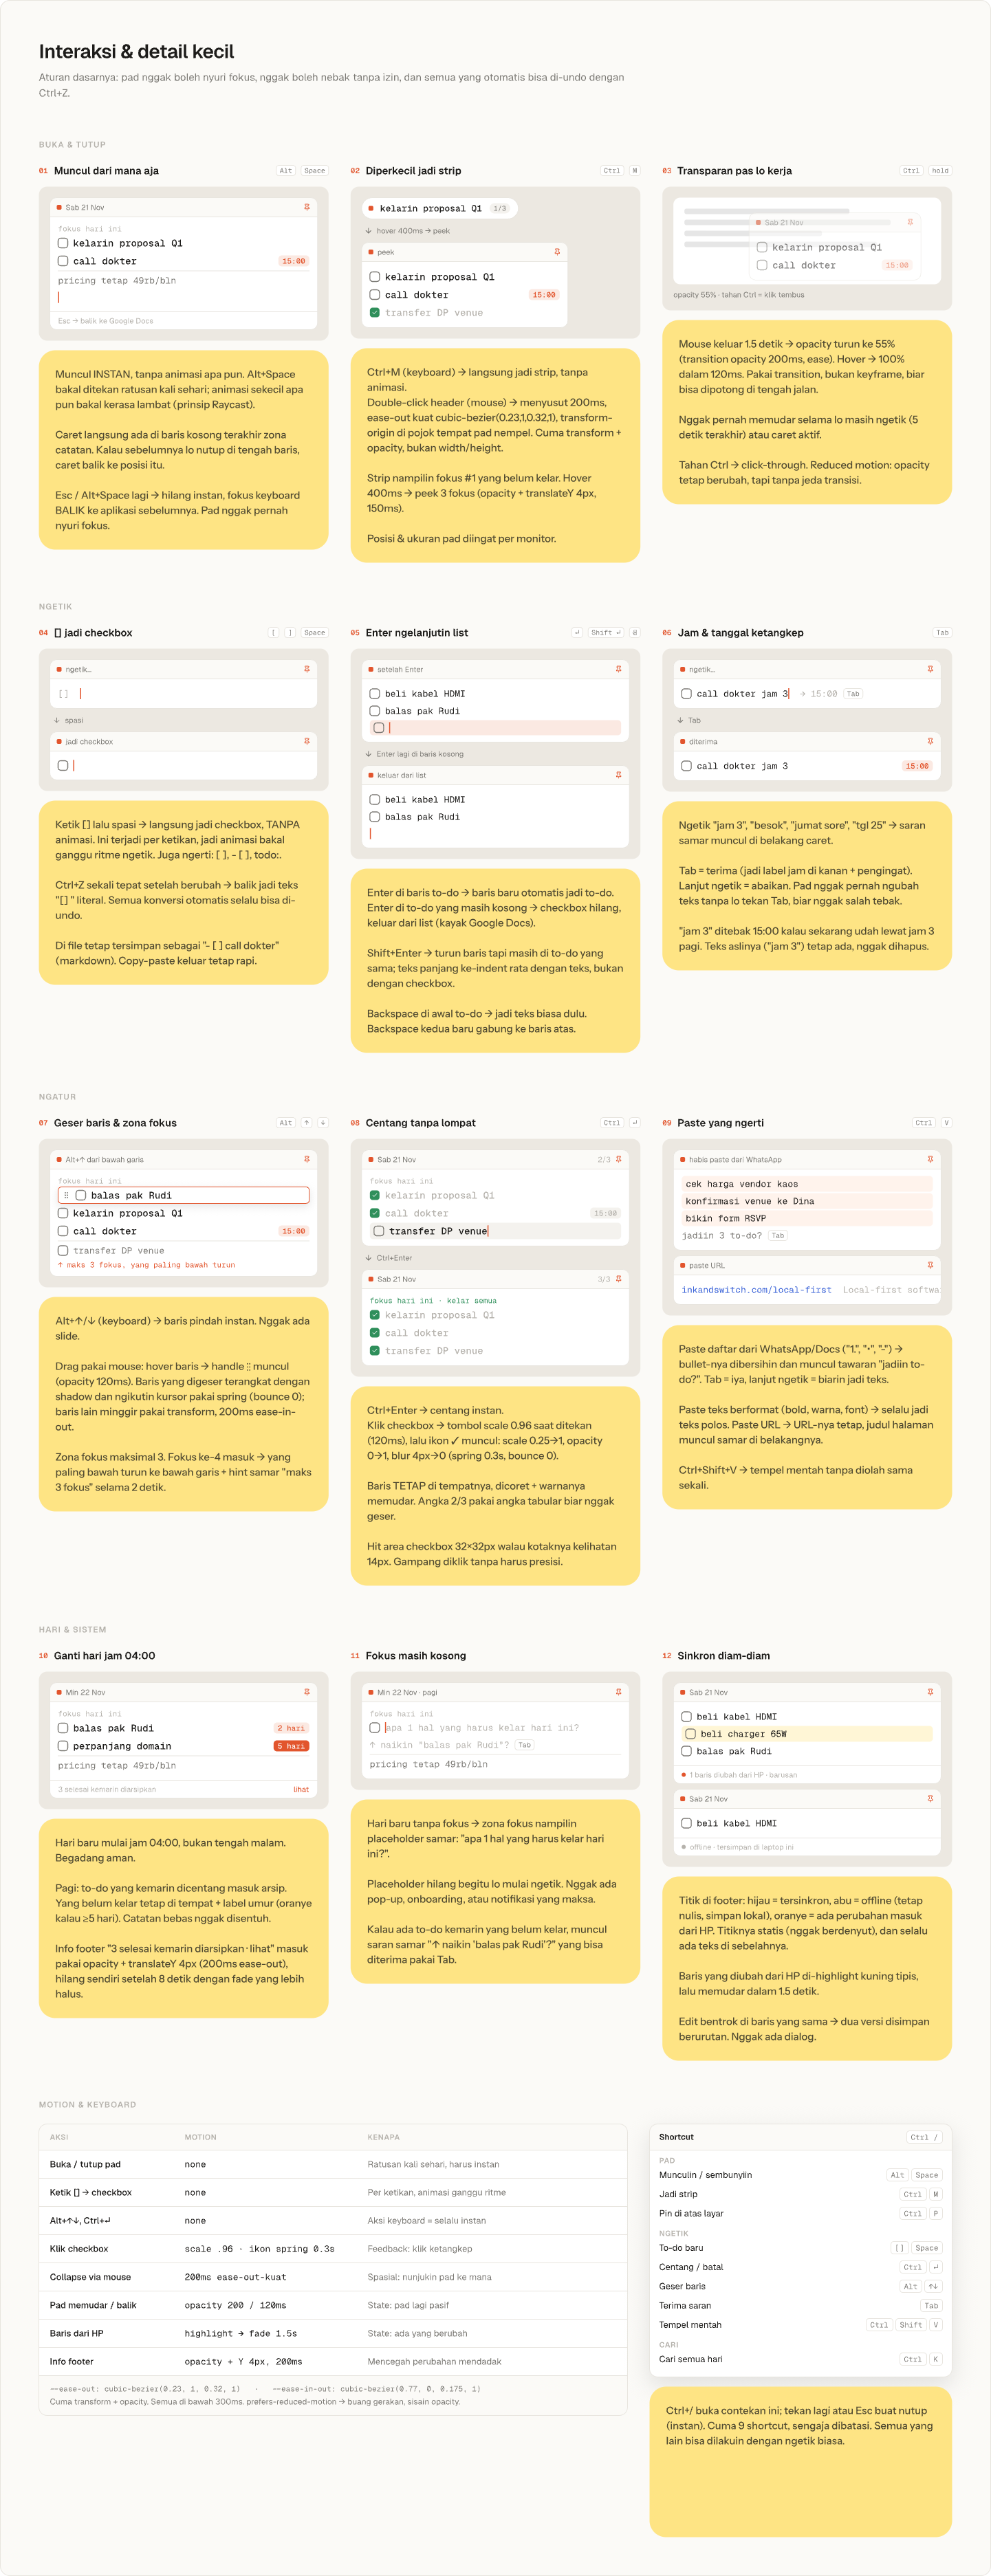 Interaksi & detail kecil
Aturan dasarnya: pad nggak boleh nyuri fokus, nggak boleh nebak tanpa izin, dan semua yang otomatis bisa di-undo dengan
Ctrl+Z.
BUKA & TUTUP
01 Muncul dari mana aja Alt Space
Sab 21 Nov
fokus hari ini
kelarin proposal Q1
call dokter 15:00
pricing tetap 49rb/bln
Esc → balik ke Google Docs
Muncul INSTAN, tanpa animasi apa pun. Alt+Space
bakal ditekan ratusan kali sehari; animasi sekecil apa
pun bakal kerasa lambat (prinsip Raycast).
Caret langsung ada di baris kosong terakhir zona
catatan. Kalau sebelumnya lo nutup di tengah baris,
caret balik ke posisi itu.
Esc / Alt+Space lagi → hilang instan, fokus keyboard
BALIK ke aplikasi sebelumnya. Pad nggak pernah
nyuri fokus.
02 Diperkecil jadi strip Ctrl M
kelarin proposal Q1 1/3
↓ hover 400ms → peek
peek
kelarin proposal Q1
call dokter 15:00
transfer DP venue
Ctrl+M (keyboard) → langsung jadi strip, tanpa
animasi.
Double-click header (mouse) → menyusut 200ms,
ease-out kuat cubic-bezier(0.23,1,0.32,1), transform-
origin di pojok tempat pad nempel. Cuma transform +
opacity, bukan width/height.
Strip nampilin fokus #1 yang belum kelar. Hover
400ms → peek 3 fokus (opacity + translateY 4px,
150ms).
Posisi & ukuran pad diingat per monitor.
03 Transparan pas lo kerja Ctrl hold
Sab 21 Nov
kelarin proposal Q1
call dokter 15:00
opacity 55% · tahan Ctrl = klik tembus
Mouse keluar 1.5 detik → opacity turun ke 55%
(transition opacity 200ms, ease). Hover → 100%
dalam 120ms. Pakai transition, bukan keyframe, biar
bisa dipotong di tengah jalan.
Nggak pernah memudar selama lo masih ngetik (5
detik terakhir) atau caret aktif.
Tahan Ctrl → click-through. Reduced motion: opacity
tetap berubah, tapi tanpa jeda transisi.
NGETIK
04 [] jadi checkbox [ ] Space
ngetik…
[]
↓ spasi
jadi checkbox
Ketik [] lalu spasi → langsung jadi checkbox, TANPA
animasi. Ini terjadi per ketikan, jadi animasi bakal
ganggu ritme ngetik. Juga ngerti: [ ], - [ ], todo:.
Ctrl+Z sekali tepat setelah berubah → balik jadi teks
"[] " literal. Semua konversi otomatis selalu bisa di-
undo.
Di file tetap tersimpan sebagai "- [ ] call dokter"
(markdown). Copy-paste keluar tetap rapi.
05 Enter ngelanjutin list ⏎ Shift ⏎
setelah Enter
beli kabel HDMI
balas pak Rudi
↓ Enter lagi di baris kosong
keluar dari list
beli kabel HDMI
balas pak Rudi
Enter di baris to-do → baris baru otomatis jadi to-do.
Enter di to-do yang masih kosong → checkbox hilang,
keluar dari list (kayak Google Docs).
Shift+Enter → turun baris tapi masih di to-do yang
sama; teks panjang ke-indent rata dengan teks, bukan
dengan checkbox.
Backspace di awal to-do → jadi teks biasa dulu.
Backspace kedua baru gabung ke baris atas.
06 Jam & tanggal ketangkep Tab
ngetik…
call dokter jam 3 → 15:00 Tab
↓ Tab
diterima
call dokter jam 3 15:00
Ngetik "jam 3", "besok", "jumat sore", "tgl 25" → saran
samar muncul di belakang caret.
Tab = terima (jadi label jam di kanan + pengingat).
Lanjut ngetik = abaikan. Pad nggak pernah ngubah
teks tanpa lo tekan Tab, biar nggak salah tebak.
"jam 3" ditebak 15:00 kalau sekarang udah lewat jam 3
pagi. Teks aslinya ("jam 3") tetap ada, nggak dihapus.
NGATUR
07 Geser baris & zona fokus Alt ↑ ↓
Alt+↑ dari bawah garis
fokus hari ini
⠿ balas pak Rudi
kelarin proposal Q1
call dokter 15:00
transfer DP venue
↑ maks 3 fokus, yang paling bawah turun
Alt+↑/↓ (keyboard) → baris pindah instan. Nggak ada
slide.
Drag pakai mouse: hover baris → handle ⠿ muncul
(opacity 120ms). Baris yang digeser terangkat dengan
shadow dan ngikutin kursor pakai spring (bounce 0);
baris lain minggir pakai transform, 200ms ease-in-
out.
Zona fokus maksimal 3. Fokus ke-4 masuk → yang
paling bawah turun ke bawah garis + hint samar "maks
3 fokus" selama 2 detik.
08 Centang tanpa lompat Ctrl ⏎
Sab 21 Nov 2/3
fokus hari ini
kelarin proposal Q1
call dokter 15:00
transfer DP venue
↓ Ctrl+Enter
Sab 21 Nov 3/3
fokus hari ini · kelar semua
kelarin proposal Q1
call dokter
transfer DP venue
Ctrl+Enter → centang instan.
Klik checkbox → tombol scale 0.96 saat ditekan
(120ms), lalu ikon ✓ muncul: scale 0.25→1, opacity
0→1, blur 4px→0 (spring 0.3s, bounce 0).
Baris TETAP di tempatnya, dicoret + warnanya
memudar. Angka 2/3 pakai angka tabular biar nggak
geser.
Hit area checkbox 32×32px walau kotaknya kelihatan
14px. Gampang diklik tanpa harus presisi.
09 Paste yang ngerti Ctrl V
habis paste dari WhatsApp
cek harga vendor kaos
konfirmasi venue ke Dina
bikin form RSVP
jadiin 3 to-do? Tab
paste URL
inkandswitch.com/local-first Local-first softwa
Paste daftar dari WhatsApp/Docs ("1.", "•", "-") →
bullet-nya dibersihin dan muncul tawaran "jadiin to-
do?". Tab = iya, lanjut ngetik = biarin jadi teks.
Paste teks berformat (bold, warna, font) → selalu jadi
teks polos. Paste URL → URL-nya tetap, judul halaman
muncul samar di belakangnya.
Ctrl+Shift+V → tempel mentah tanpa diolah sama
sekali.
HARI & SISTEM
10 Ganti hari jam 04:00
Min 22 Nov
fokus hari ini
balas pak Rudi 2 hari
perpanjang domain 5 hari
pricing tetap 49rb/bln
3 selesai kemarin diarsipkan lihat
Hari baru mulai jam 04:00, bukan tengah malam.
Begadang aman.
Pagi: to-do yang kemarin dicentang masuk arsip.
Yang belum kelar tetap di tempat + label umur (oranye
kalau ≥5 hari). Catatan bebas nggak disentuh.
Info footer "3 selesai kemarin diarsipkan · lihat" masuk
pakai opacity + translateY 4px (200ms ease-out),
hilang sendiri setelah 8 detik dengan fade yang lebih
halus.
11 Fokus masih kosong
Min 22 Nov · pagi
fokus hari ini
apa 1 hal yang harus kelar hari ini?
↑ naikin "balas pak Rudi"? Tab
pricing tetap 49rb/bln
Hari baru tanpa fokus → zona fokus nampilin
placeholder samar: "apa 1 hal yang harus kelar hari
ini?".
Placeholder hilang begitu lo mulai ngetik. Nggak ada
pop-up, onboarding, atau notifikasi yang maksa.
Kalau ada to-do kemarin yang belum kelar, muncul
saran samar "↑ naikin 'balas pak Rudi'?" yang bisa
diterima pakai Tab.
12 Sinkron diam-diam
Sab 21 Nov
beli kabel HDMI
beli charger 65W
balas pak Rudi
1 baris diubah dari HP · barusan
Sab 21 Nov
beli kabel HDMI
offline · tersimpan di laptop ini
Titik di footer: hijau = tersinkron, abu = offline (tetap
nulis, simpan lokal), oranye = ada perubahan masuk
dari HP. Titiknya statis (nggak berdenyut), dan selalu
ada teks di sebelahnya.
Baris yang diubah dari HP di-highlight kuning tipis,
lalu memudar dalam 1.5 detik.
Edit bentrok di baris yang sama → dua versi disimpan
berurutan. Nggak ada dialog.
MOTION & KEYBOARD
AKSI MOTION KENAPA
Buka / tutup pad none Ratusan kali sehari, harus instan
Ketik [] → checkbox none Per ketikan, animasi ganggu ritme
Alt+↑↓, Ctrl+⏎ none Aksi keyboard = selalu instan
Klik checkbox scale .96 · ikon spring 0.3s Feedback: klik ketangkep
Collapse via mouse 200ms ease-out-kuat Spasial: nunjukin pad ke mana
Pad memudar / balik opacity 200 / 120ms State: pad lagi pasif
Baris dari HP highlight → fade 1.5s State: ada yang berubah
Info footer opacity + Y 4px, 200ms Mencegah perubahan mendadak
--ease-out: cubic-bezier(0.23, 1, 0.32, 1) · --ease-in-out: cubic-bezier(0.77, 0, 0.175, 1)
Cuma transform + opacity. Semua di bawah 300ms. prefers-reduced-motion → buang gerakan, sisain opacity.
Shortcut Ctrl /
PAD
Munculin / sembunyiin Alt Space
Jadi strip Ctrl M
Pin di atas layar Ctrl P
NGETIK
To-do baru [] Space
Centang / batal Ctrl ⏎
Geser baris Alt ↑↓
Terima saran Tab
Tempel mentah Ctrl Shift V
CARI
Cari semua hari Ctrl K
Ctrl+/ buka contekan ini; tekan lagi atau Esc buat nutup
(instan). Cuma 9 shortcut, sengaja dibatasi. Semua yang
lain bisa dilakuin dengan ngetik biasa.